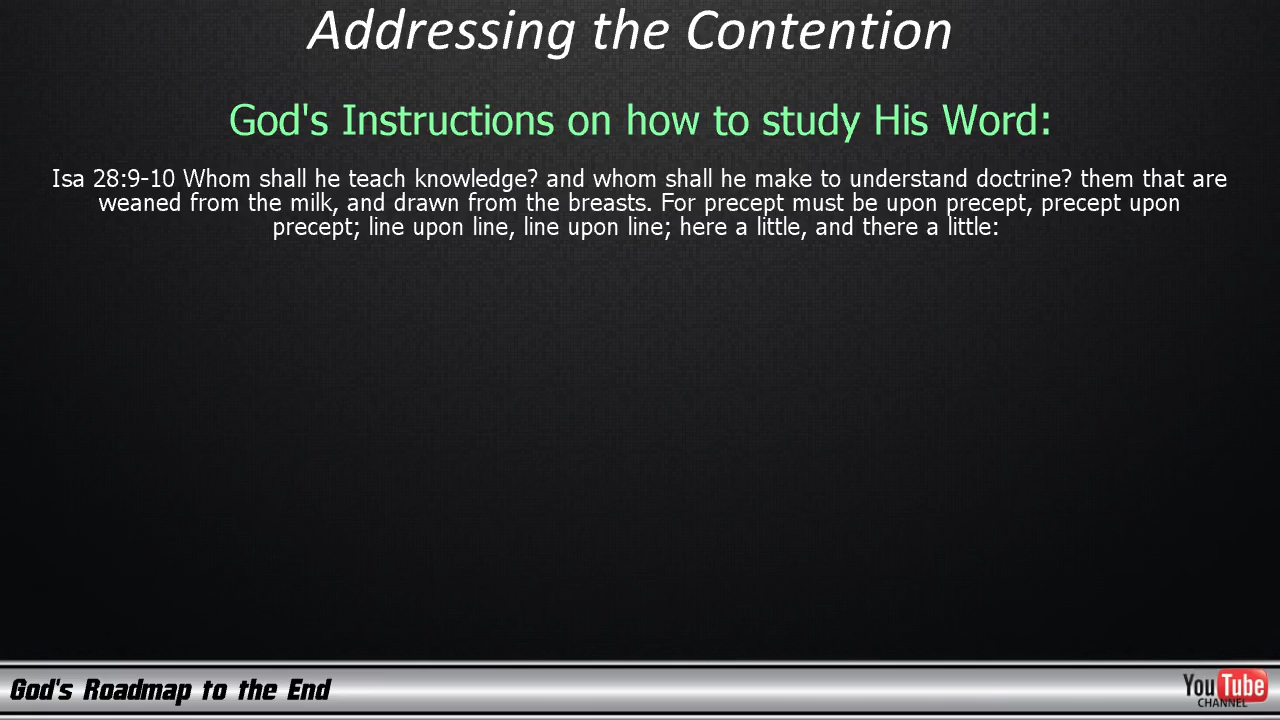 Addressing the Contention
God's Instructions on how to study His Word:
Isa 28:9-10 Whom shall he teach knowledge? and whom shall he make to understand doctrine? them that are
weaned from the milk, and drawn from the breasts. For precept must be upon precept, precept upon
precept; line upon line, line upon line; here a little, and there a little:
God's Roadmap to the End
YouTube
CHANNEL